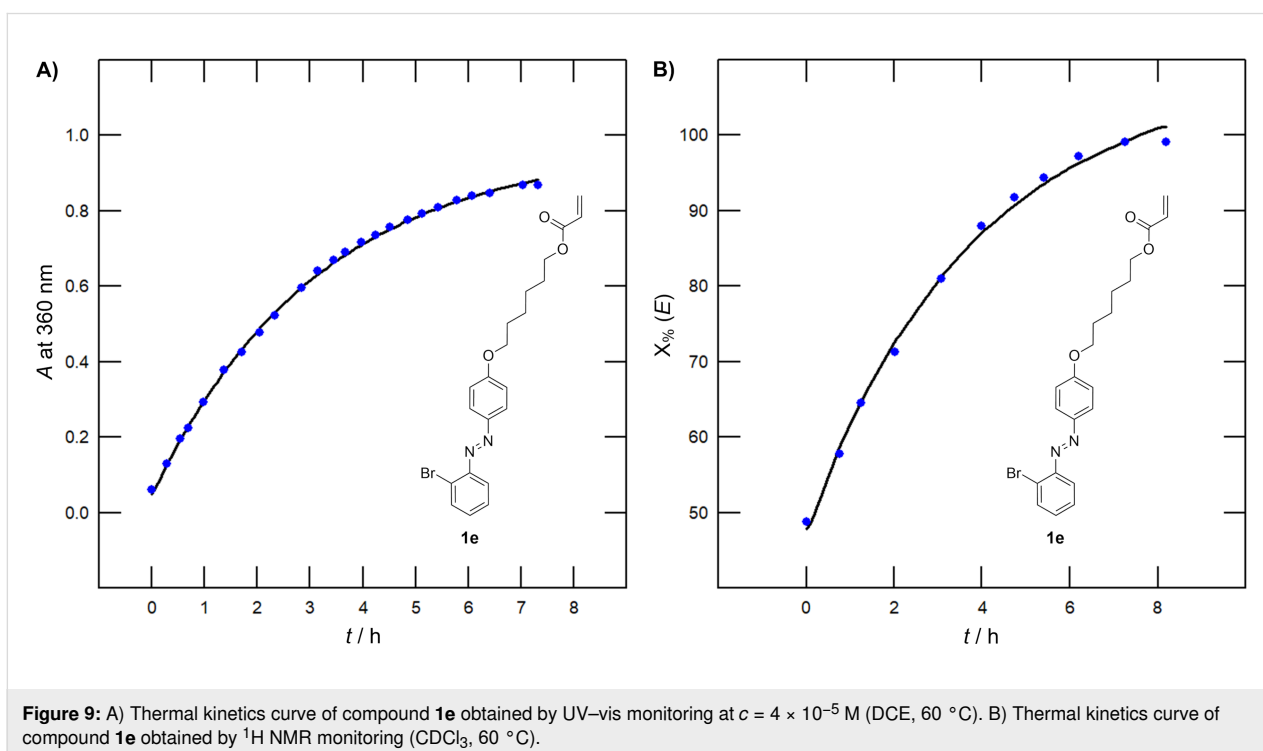 A)
A at 360 nm
1.0
0.8
0.6
0.4
0.2
0.0
0 1 2 3 4 5 6 7 8
t / h
O
O
O
N
N
Br
1e
B)
X% (E)
100
90
80
70
60
50
0 2 4 6 8
t / h
O
O
O
N
N
Br
1e
Figure 9: A) Thermal kinetics curve of compound 1e obtained by UV–vis monitoring at c = 4 × 10⁻⁵ M (DCE, 60 °C). B) Thermal kinetics curve of
compound 1e obtained by ¹H NMR monitoring (CDCl₃, 60 °C).